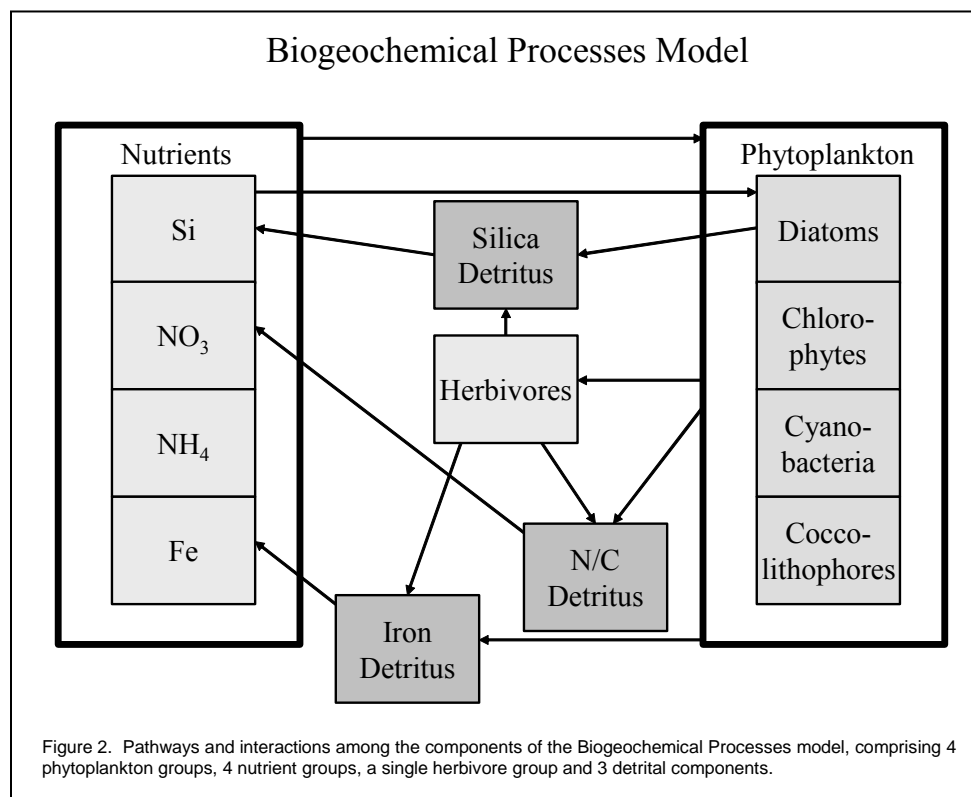 Biogeochemical Processes Model
Nutrients
Si
NO₃
NH₄
Fe
Silica
Detritus
Herbivores
N/C
Detritus
Iron
Detritus
Phytoplankton
Diatoms
Chloro-
phytes
Cyano-
bacteria
Cocco-
lithophores
Figure 2. Pathways and interactions among the components of the Biogeochemical Processes model, comprising 4
phytoplankton groups, 4 nutrient groups, a single herbivore group and 3 detrital components.